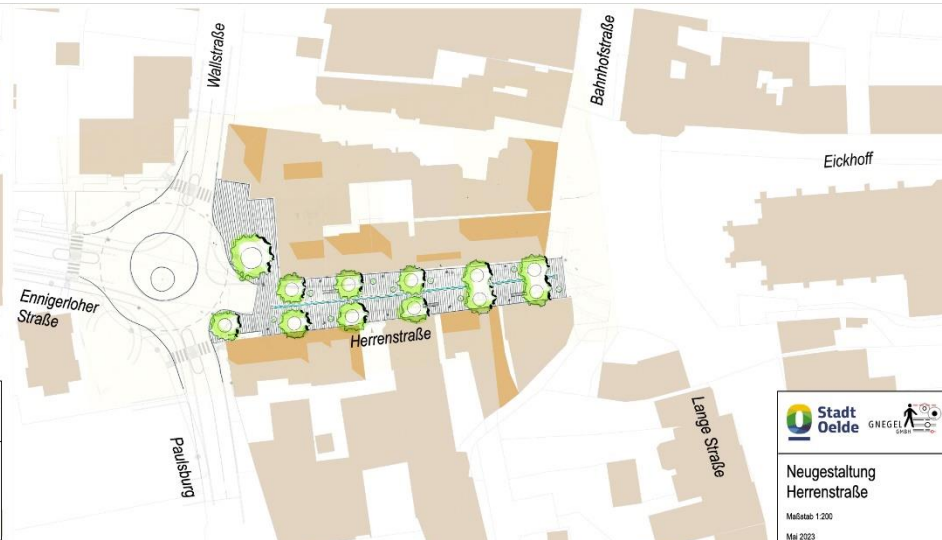 Wallstraße
Bahnhofstraße
Eickhoff
Ennigerloher
Straße
Herrenstraße
Paulsburg
Lange Straße
Stadt
Oelde
GNEGEL
GMBH
Neugestaltung
Herrenstraße
Maßstab 1:200
Mai 2023